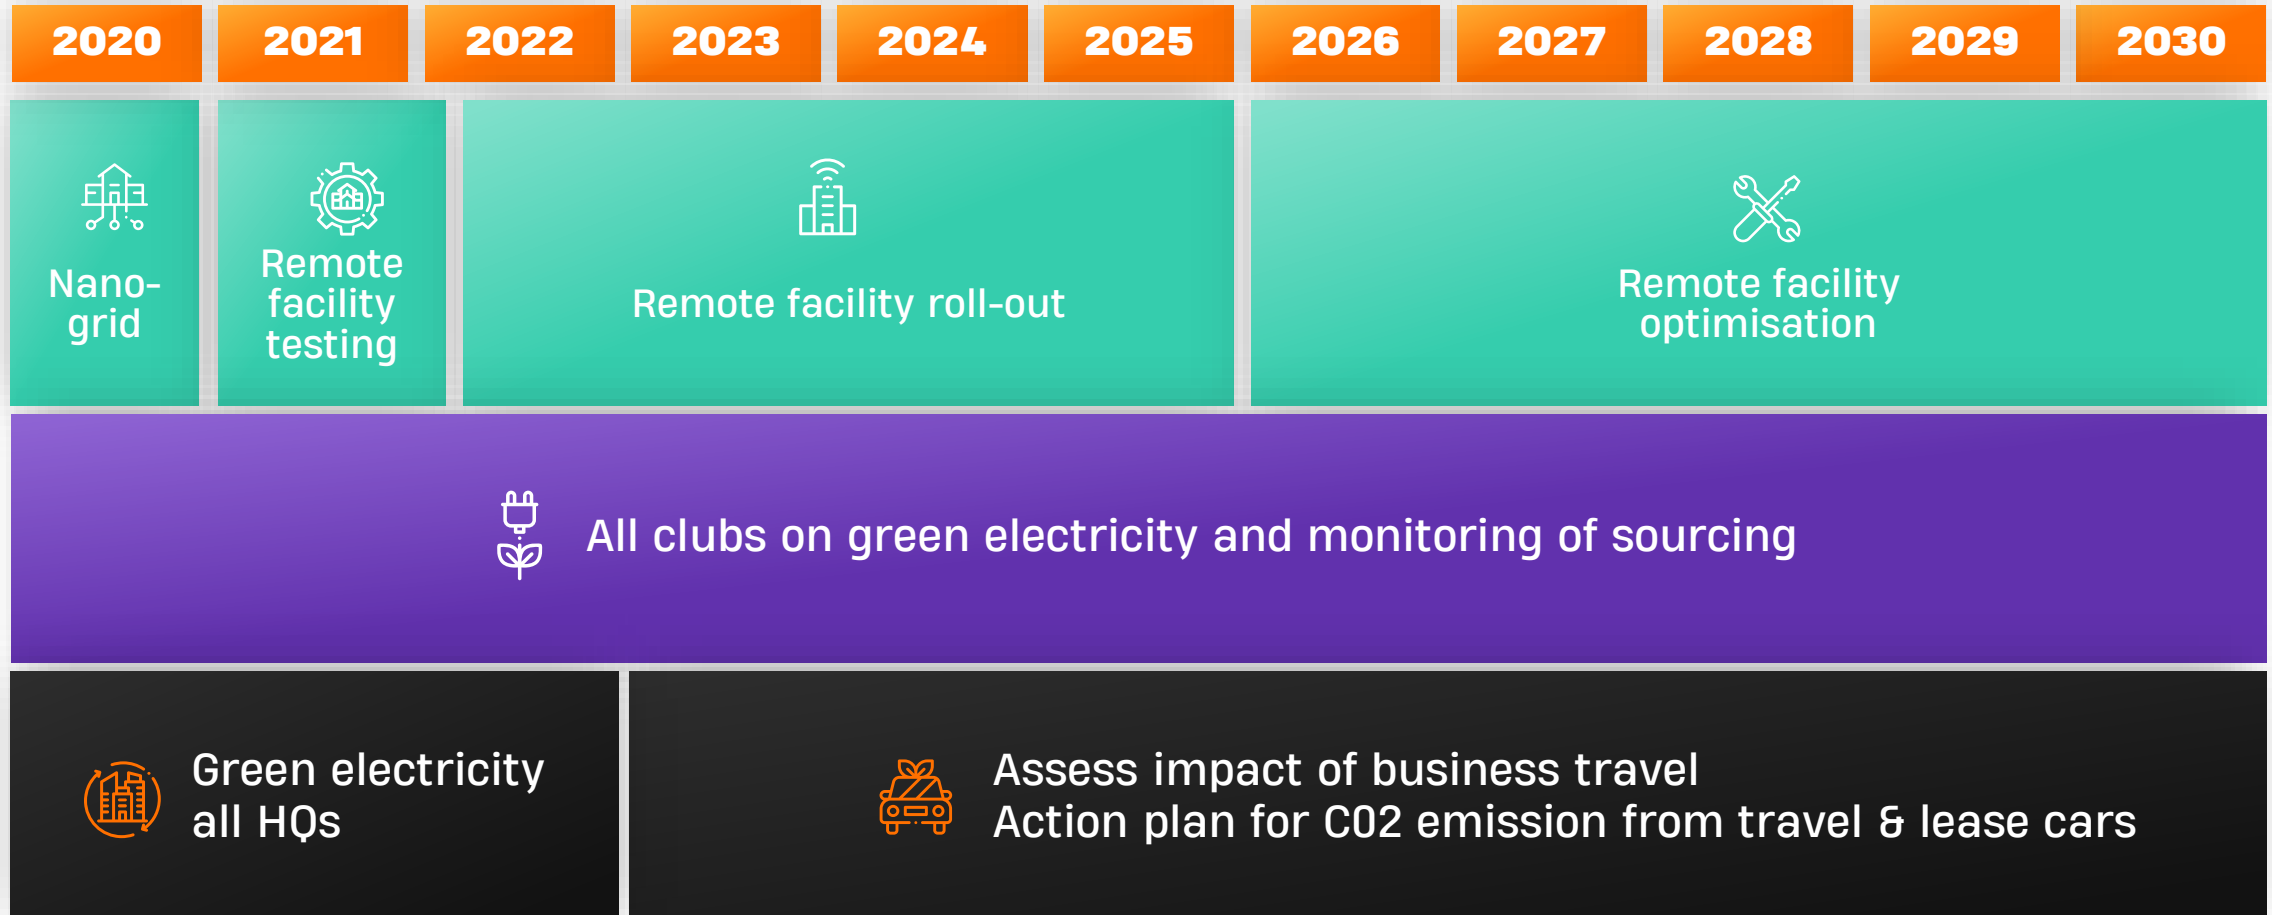 2020 2021 2022 2023 2024 2025 2026 2027 2028 2029 2030
Nano-
grid
Remote
facility
testing
Remote facility roll-out
Remote facility
optimisation
All clubs on green electricity and monitoring of sourcing
Green electricity
all HQs
Assess impact of business travel
Action plan for CO2 emission from travel & lease cars